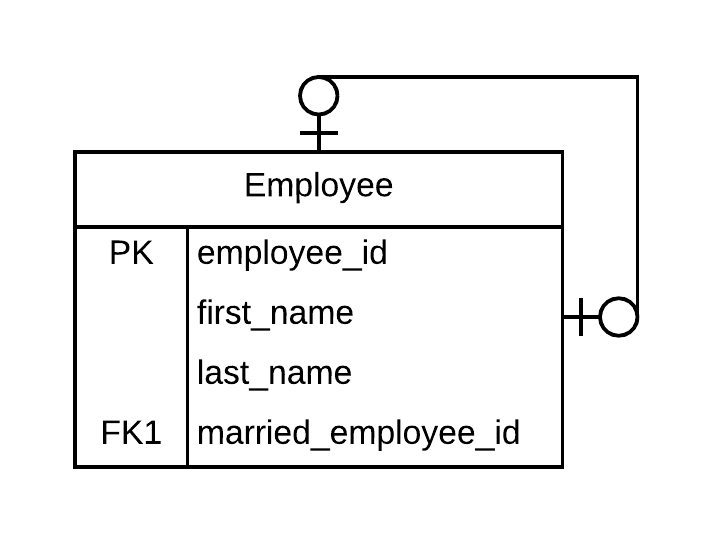 Employee
PK employee_id
first_name
last_name
FK1 married_employee_id